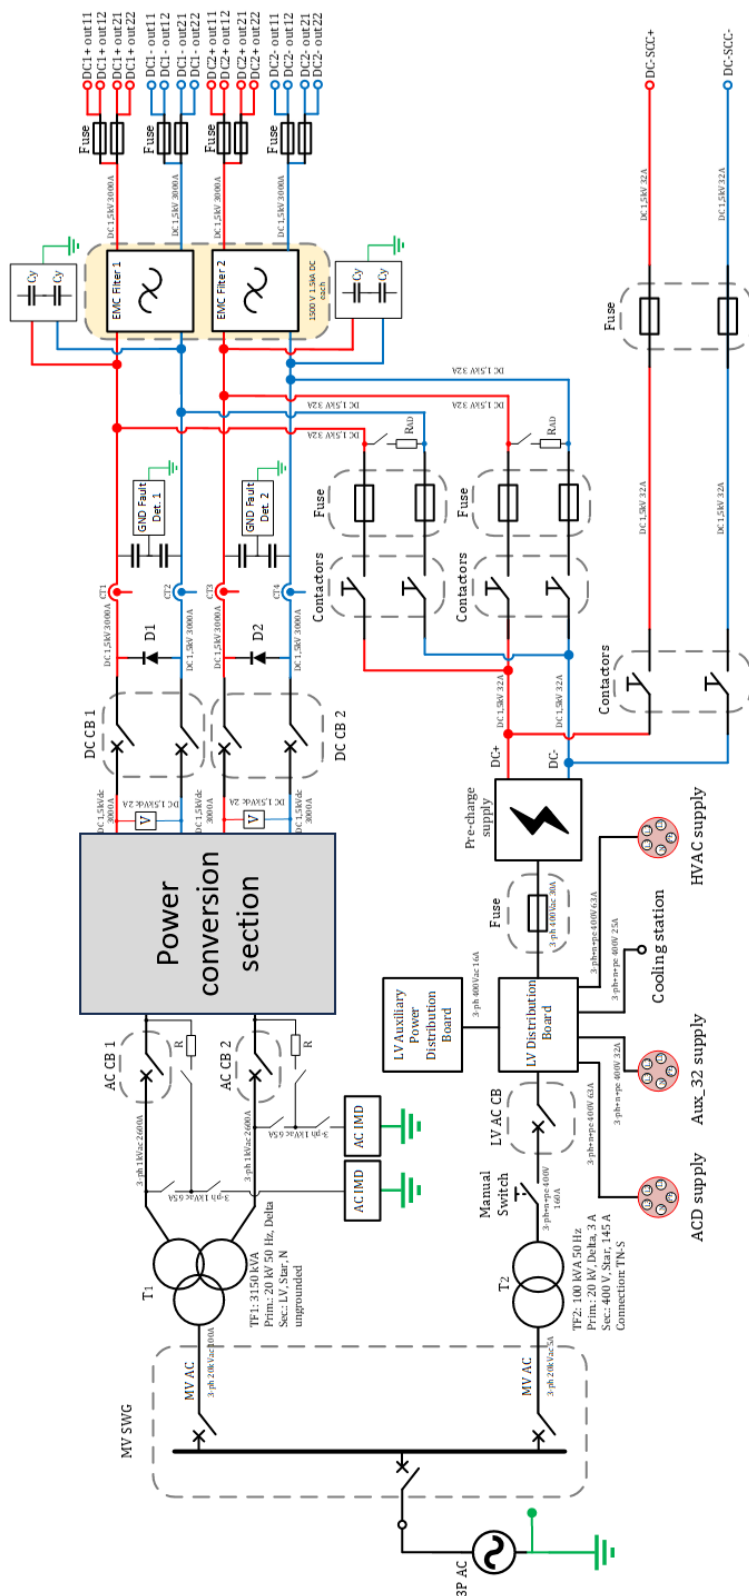 DC1+ out11
DC1+ out12
DC1+ out21
DC1+ out22
DC1- out11
DC1- out12
DC1- out21
DC1- out22
DC2+ out11
DC2+ out12
DC2+ out21
DC2+ out22
DC2- out11
DC2- out12
DC2- out21
DC2- out22
DC-SCC+
DC-SCC-
Fuse
Fuse
Fuse
Fuse
DC 1,5kV 3000A
DC 1,5kV 3000A
DC 1,5kV 3000A
DC 1,5kV 3000A
DC 1,5kV 32A
DC 1,5kV 32A
Cy
Cy
EMC Filter 1
EMC Filter 2
1500 V 1.5kA DC
each
Cy
Cy
Fuse
DC 1,5kV 32A
DC 1,5kV 32A
DC 1,5kV 32A
DC 1,5kV 32A
RAD
RAD
GND Fault
Det. 1
GND Fault
Det. 2
Fuse
Fuse
DC 1,5kV 32A
DC 1,5kV 32A
CT1
CT2
CT3
CT4
Contactors
Contactors
DC 1,5kV 3000A
DC 1,5kV 3000A
DC 1,5kV 3000A
DC 1,5kV 3000A
D1
D2
Contactors
DC CB 1
DC CB 2
DC 1,5kV 32A
DC 1,5kV 32A
DC+
DC-
DC 1,5kVdc
3000A
DC 1,5kVdc 2A
V
DC 1,5kVdc
3000A
DC 1,5kVdc 2A
V
DC 1,5kVdc
3000A
Pre-charge
supply
Power
conversion
section
Fuse
3-ph 400Vac 30A
HVAC supply
3-ph+n+pe 400V 63A
3-ph+n+pe 400V 25A
Cooling station
LV Auxiliary
Power
Distribution
Board
3-ph 400Vac 16A
LV Distribution
Board
AC CB 1
AC CB 2
R
R
3-ph+n+pe 400V 32A
Aux_32 supply
3-ph+n+pe 400V 63A
LV AC CB
3-ph 1kVac 2600A
3-ph 1kVac 2600A
3-ph 1kVac 65A
3-ph 1kVac 65A
AC IMD
AC IMD
Manual
Switch
3-ph+n+pe 400V
160A
ACD supply
T1
TF1: 3150 kVA
Prim.: 20 kV 50 Hz, Delta
Sec.: LV, Star, N
ungrounded
T2
TF2: 100 kVA 50 Hz
Prim.: 20 kV, Delta, 3 A
Sec.: 400 V, Star, 145 A
Connection: TN-S
MV SWG
MV AC
3-ph 20kVac 100A
MV AC
3-ph 20kVac 5A
3P AC